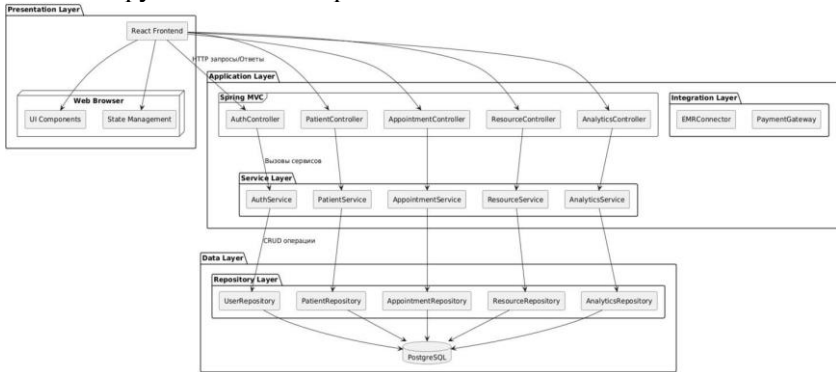 Presentation Layer
React Frontend
HTTP запросы/Ответы
Application Layer
Web Browser
UI Components
State Management
Spring MVC
AuthController
PatientController
AppointmentController
ResourceController
AnalyticsController
Integration Layer
EMRConnector
PaymentGateway
Вызовы сервисов
Service Layer
AuthService
PatientService
AppointmentService
ResourceService
AnalyticsService
CRUD операции
Data Layer
Repository Layer
UserRepository
PatientRepository
AppointmentRepository
ResourceRepository
AnalyticsRepository
PostgreSQL